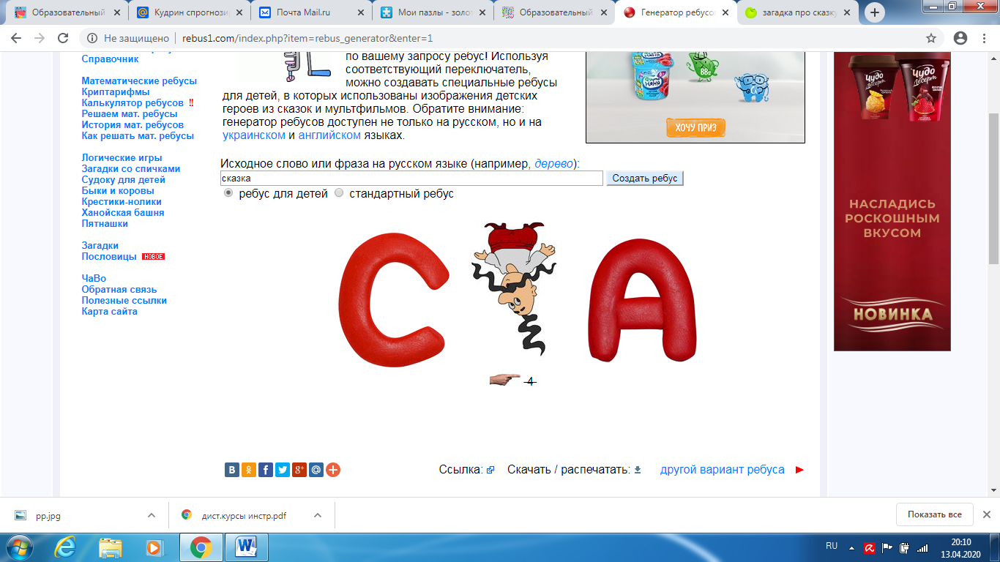 Образовательный
Кудрин спрогнозир
Почта Mail.ru
Мои пазлы - золот
Образовательный
Генератор ребусов
загадка про сказку
Не защищено | rebus1.com/index.php?item=rebus_generator&enter=1
Справочник
Математические ребусы
Криптарифмы
Калькулятор ребусов !!
Решаем мат. ребусы
История мат. ребусов
Как решать мат. ребусы
Логические игры
Загадки со спичками
Судоку для детей
Быки и коровы
Крестики-нолики
Ханойская башня
Пятнашки
Загадки
Пословицы НОВОЕ
ЧаВо
Обратная связь
Полезные ссылки
Карта сайта
по вашему запросу ребус! Используя
соответствующий переключатель,
можно создавать специальные ребусы
для детей, в которых использованы изображения детских
героев из сказок и мультфильмов. Обратите внимание:
генератор ребусов доступен не только на русском, но и на
украинском и английском языках.
ХОЧУ ПРИЗ
Исходное слово или фраза на русском языке (например, дерево):
сказка
Создать ребус
ребус для детей стандартный ребус
С А
4
Ссылка: Скачать / распечатать: другой вариант ребуса
Чудо
Десерт
Чудо
Десерт
НАСЛАДИСЬ
РОСКОШНЫМ
ВКУСОМ
НОВИНКА
pp.jpg
дист.курсы инстр.pdf
Показать все
RU
20:10
13.04.2020